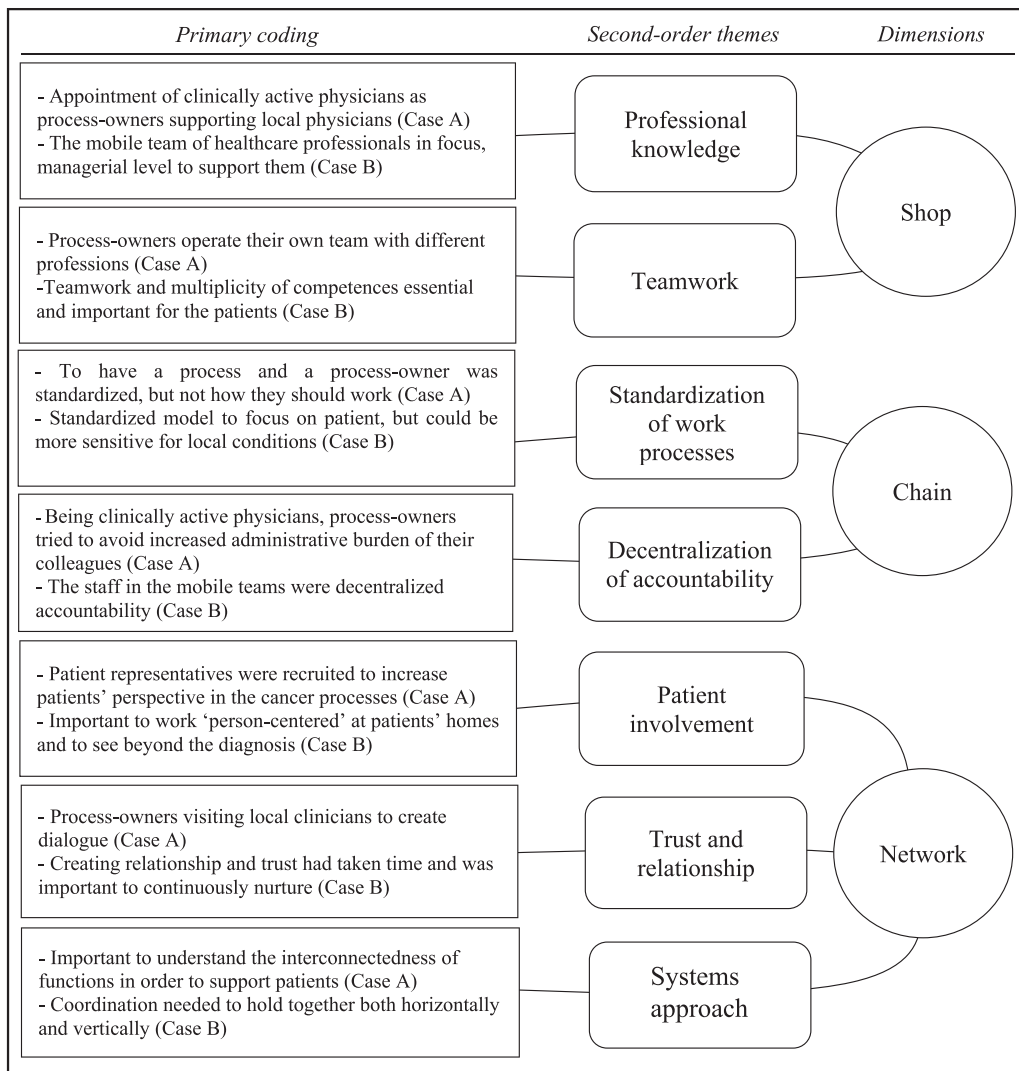 Primary coding
Second-order themes
Dimensions
- Appointment of clinically active physicians as
process-owners supporting local physicians (Case A)
- The mobile team of healthcare professionals in focus,
managerial level to support them (Case B)
Professional
knowledge
Shop
- Process-owners operate their own team with different
professions (Case A)
-Teamwork and multiplicity of competences essential
and important for the patients (Case B)
Teamwork
- To have a process and a process-owner was
standardized, but not how they should work (Case A)
- Standardized model to focus on patient, but could be
more sensitive for local conditions (Case B)
Standardization
of work
processes
Chain
- Being clinically active physicians, process-owners
tried to avoid increased administrative burden of their
colleagues (Case A)
- The staff in the mobile teams were decentralized
accountability (Case B)
Decentralization
of accountability
- Patient representatives were recruited to increase
patients’ perspective in the cancer processes (Case A)
- Important to work ‘person-centered’ at patients’ homes
and to see beyond the diagnosis (Case B)
Patient
involvement
- Process-owners visiting local clinicians to create
dialogue (Case A)
- Creating relationship and trust had taken time and was
important to continuously nurture (Case B)
Trust and
relationship
Network
- Important to understand the interconnectedness of
functions in order to support patients (Case A)
- Coordination needed to hold together both horizontally
and vertically (Case B)
Systems
approach